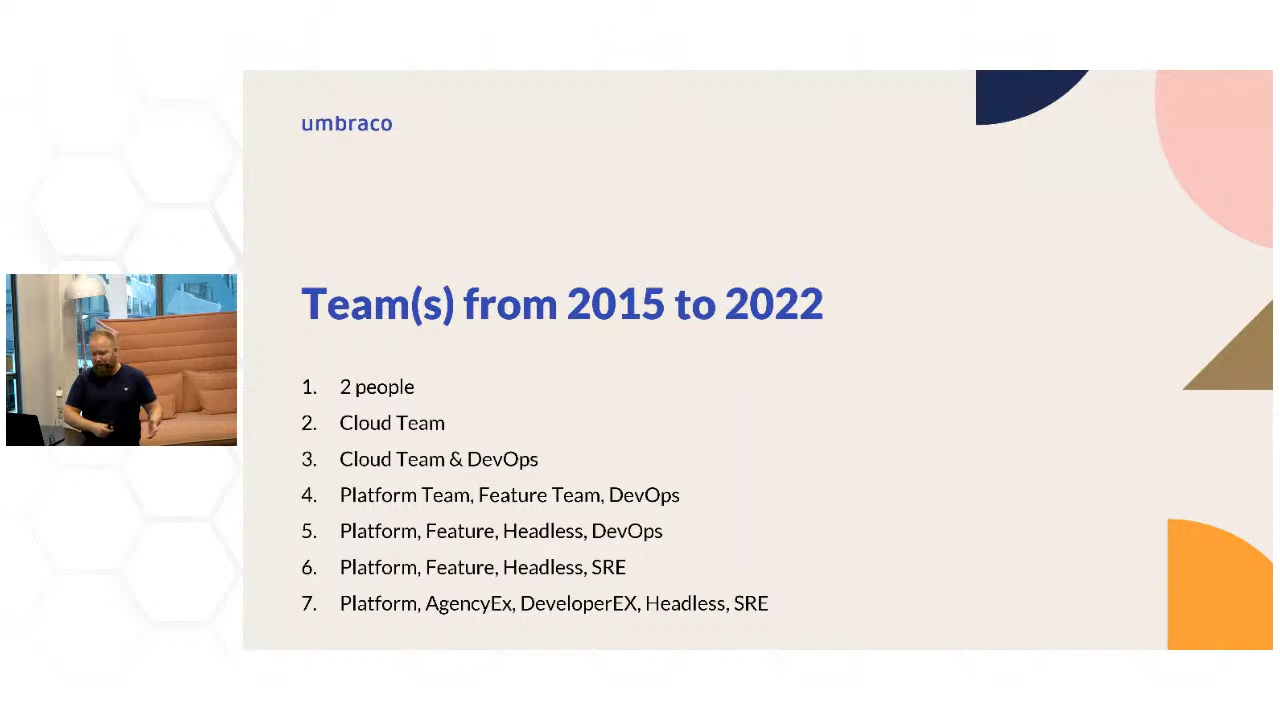 umbraco
Team(s) from 2015 to 2022
1. 2 people
2. Cloud Team
3. Cloud Team & DevOps
4. Platform Team, Feature Team, DevOps
5. Platform, Feature, Headless, DevOps
6. Platform, Feature, Headless, SRE
7. Platform, AgencyEx, DeveloperEX, Headless, SRE